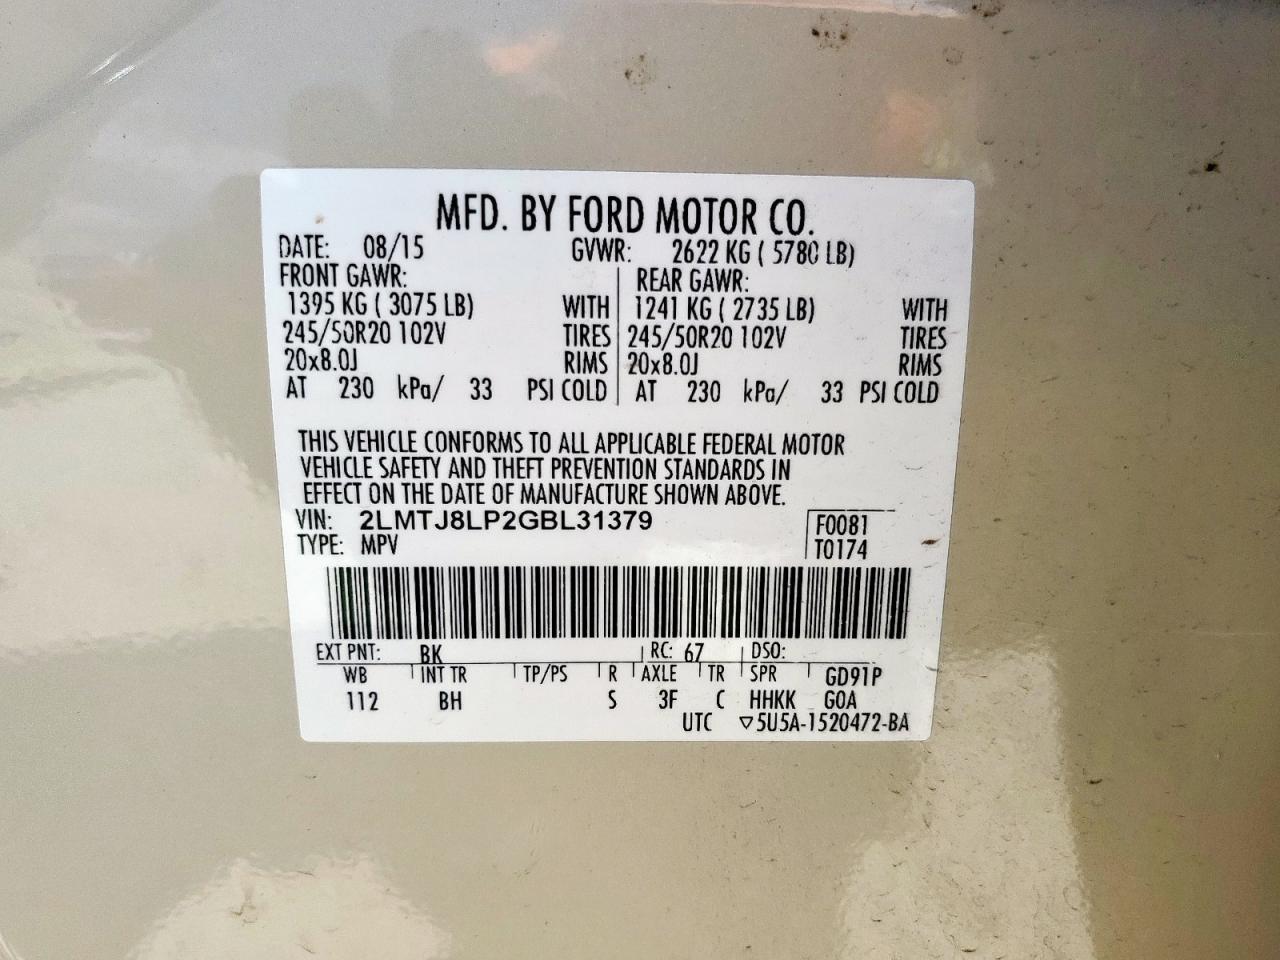 MFD. BY FORD MOTOR CO.
DATE: 08/15 GVWR: 2622 KG ( 5780 LB)
FRONT GAWR: REAR GAWR:
1395 KG ( 3075 LB) WITH 1241 KG ( 2735 LB) WITH
245/50R20 102V TIRES 245/50R20 102V TIRES
20x8.0J RIMS 20x8.0J RIMS
AT 230 kPa/ 33 PSI COLD AT 230 kPa/ 33 PSI COLD
THIS VEHICLE CONFORMS TO ALL APPLICABLE FEDERAL MOTOR
VEHICLE SAFETY AND THEFT PREVENTION STANDARDS IN
EFFECT ON THE DATE OF MANUFACTURE SHOWN ABOVE.
VIN: 2LMTJ8LP2GBL31379 F0081
TYPE: MPV T0174
EXT PNT: BK RC: 67 DSO:
WB INT TR TP/PS R AXLE TR SPR GD91P
112 BH S 3F C HHKK GOA
UTC ▽5U5A-1520472-BA